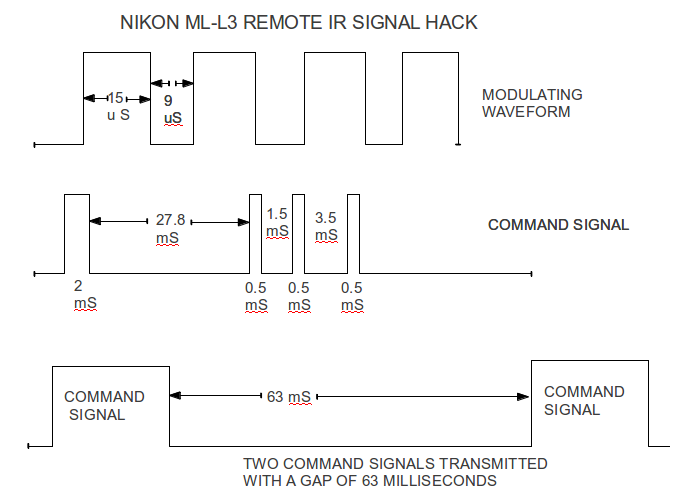 NIKON ML-L3 REMOTE IR SIGNAL HACK
15
u S
9
uS
MODULATING
WAVEFORM
27.8
mS
1.5
mS
3.5
mS
COMMAND SIGNAL
2
mS
0.5
mS
0.5
mS
0.5
mS
COMMAND
SIGNAL
63 mS
COMMAND
SIGNAL
TWO COMMAND SIGNALS TRANSMITTED
WITH A GAP OF 63 MILLISECONDS